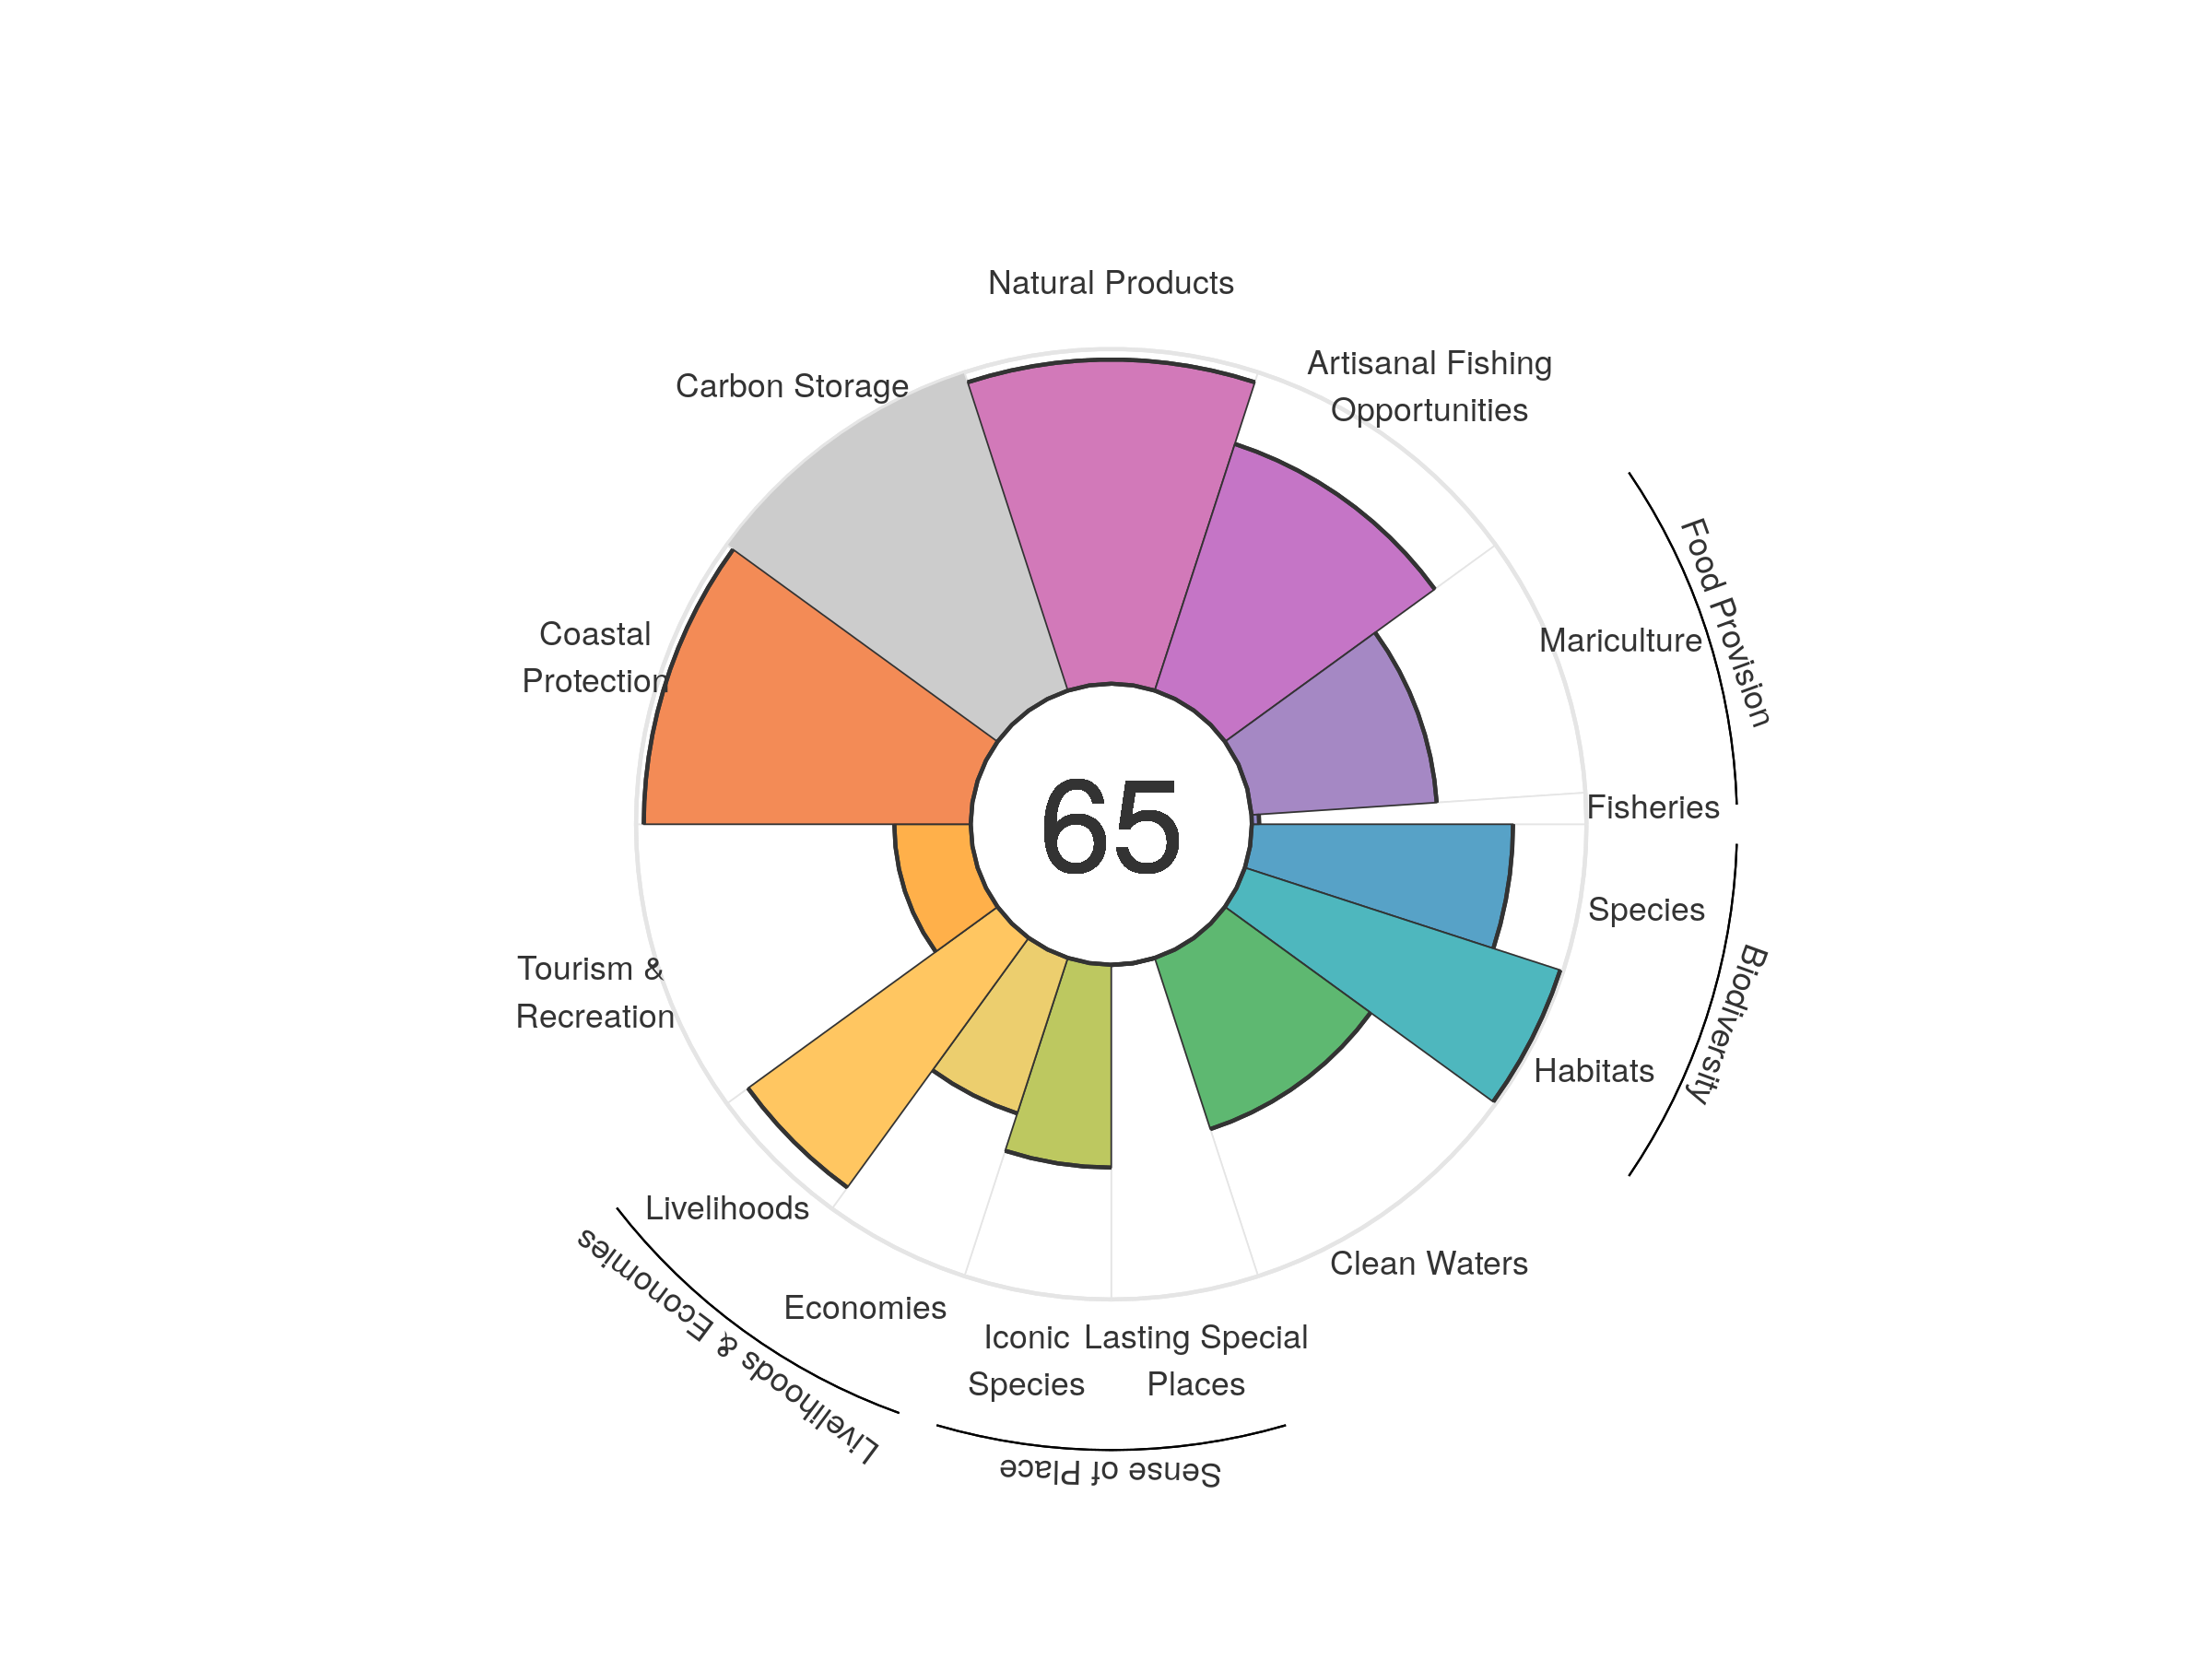 Natural Products
Artisanal Fishing
Opportunities
Carbon Storage
Food Provision
Coastal
Protection
Mariculture
65
Fisheries
Species
Biodiversity
Tourism &
Recreation
Habitats
Livelihoods
Clean Waters
Economies
Livelihoods & Economies
Iconic
Species
Lasting Special
Places
Sense of Place